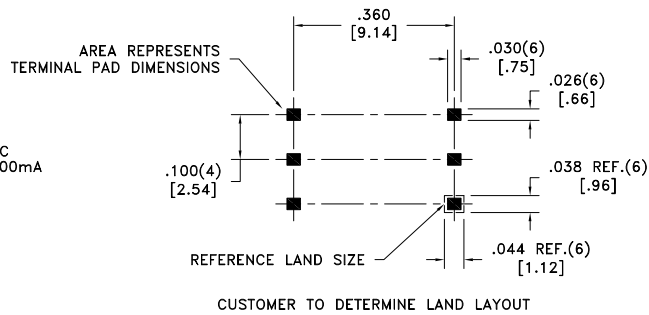 .360
[9.14]
AREA REPRESENTS
TERMINAL PAD DIMENSIONS
.030(6)
[.75]
.026(6)
[.66]
C
00mA
.100(4)
[2.54]
.038 REF.(6)
[.96]
REFERENCE LAND SIZE
.044 REF.(6)
[1.12]
CUSTOMER TO DETERMINE LAND LAYOUT